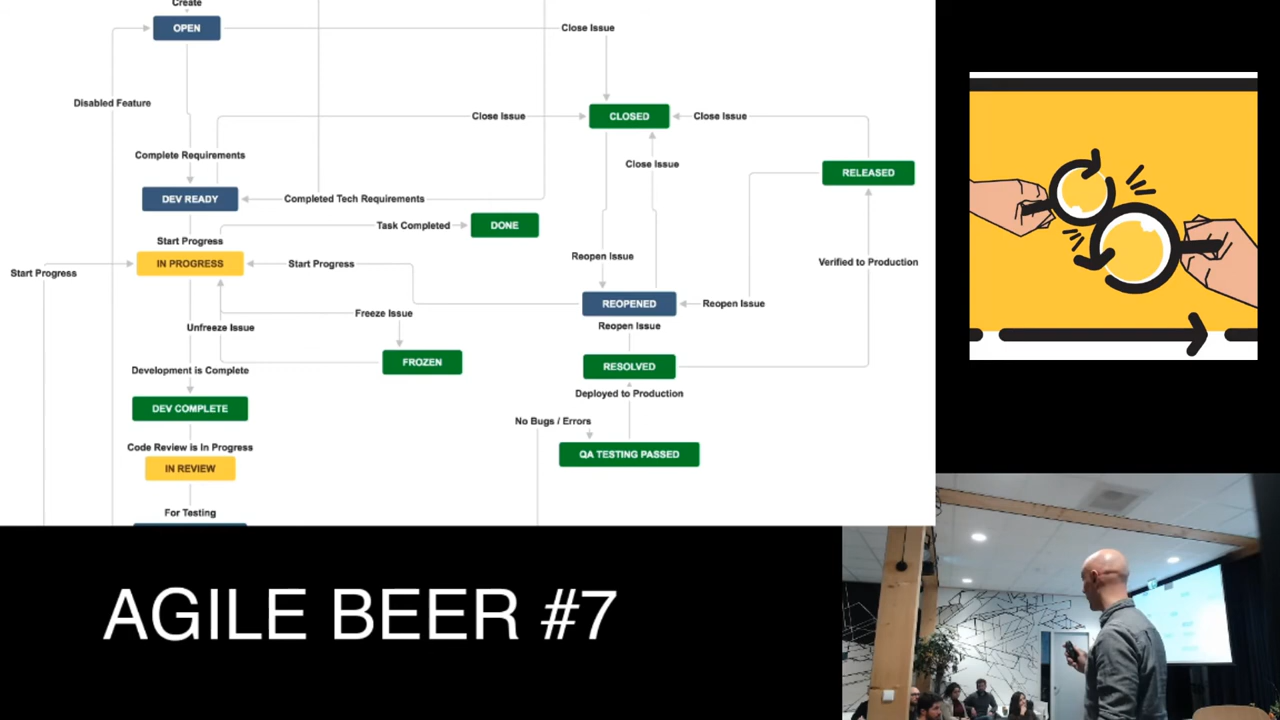 Create
OPEN
Close Issue
Disabled Feature
Close Issue
CLOSED
Close Issue
Complete Requirements
Close Issue
RELEASED
DEV READY
Completed Tech Requirements
Task Completed
DONE
Start Progress
Reopen Issue
Verified to Production
IN PROGRESS
Start Progress
Start Progress
REOPENED
Reopen Issue
Freeze Issue
Unfreeze Issue
Reopen Issue
FROZEN
RESOLVED
Development is Complete
Deployed to Production
DEV COMPLETE
No Bugs / Errors
Code Review is In Progress
QA TESTING PASSED
IN REVIEW
For Testing
AGILE BEER #7